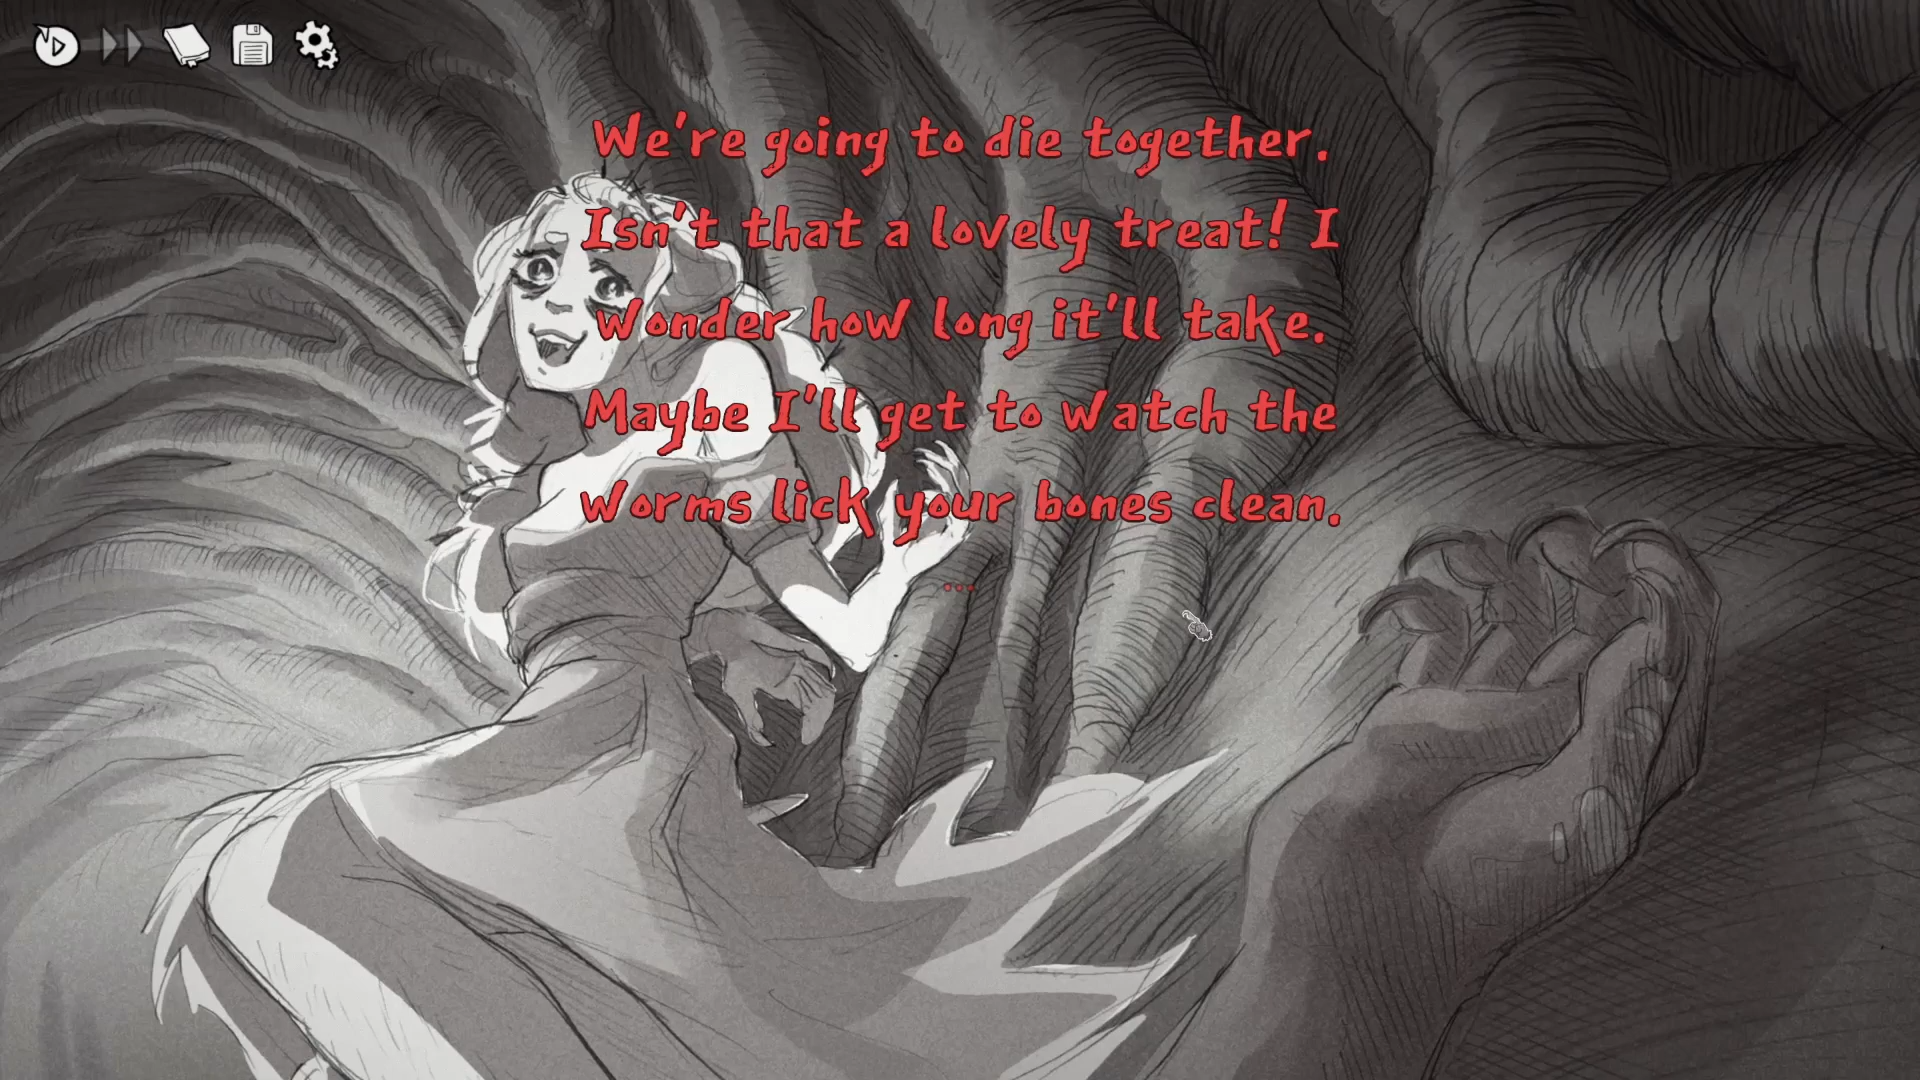 We're going to die together.
Isn't that a lovely treat! I
wonder how long it'll take.
Maybe I'll get to watch the
worms lick your bones clean.
...